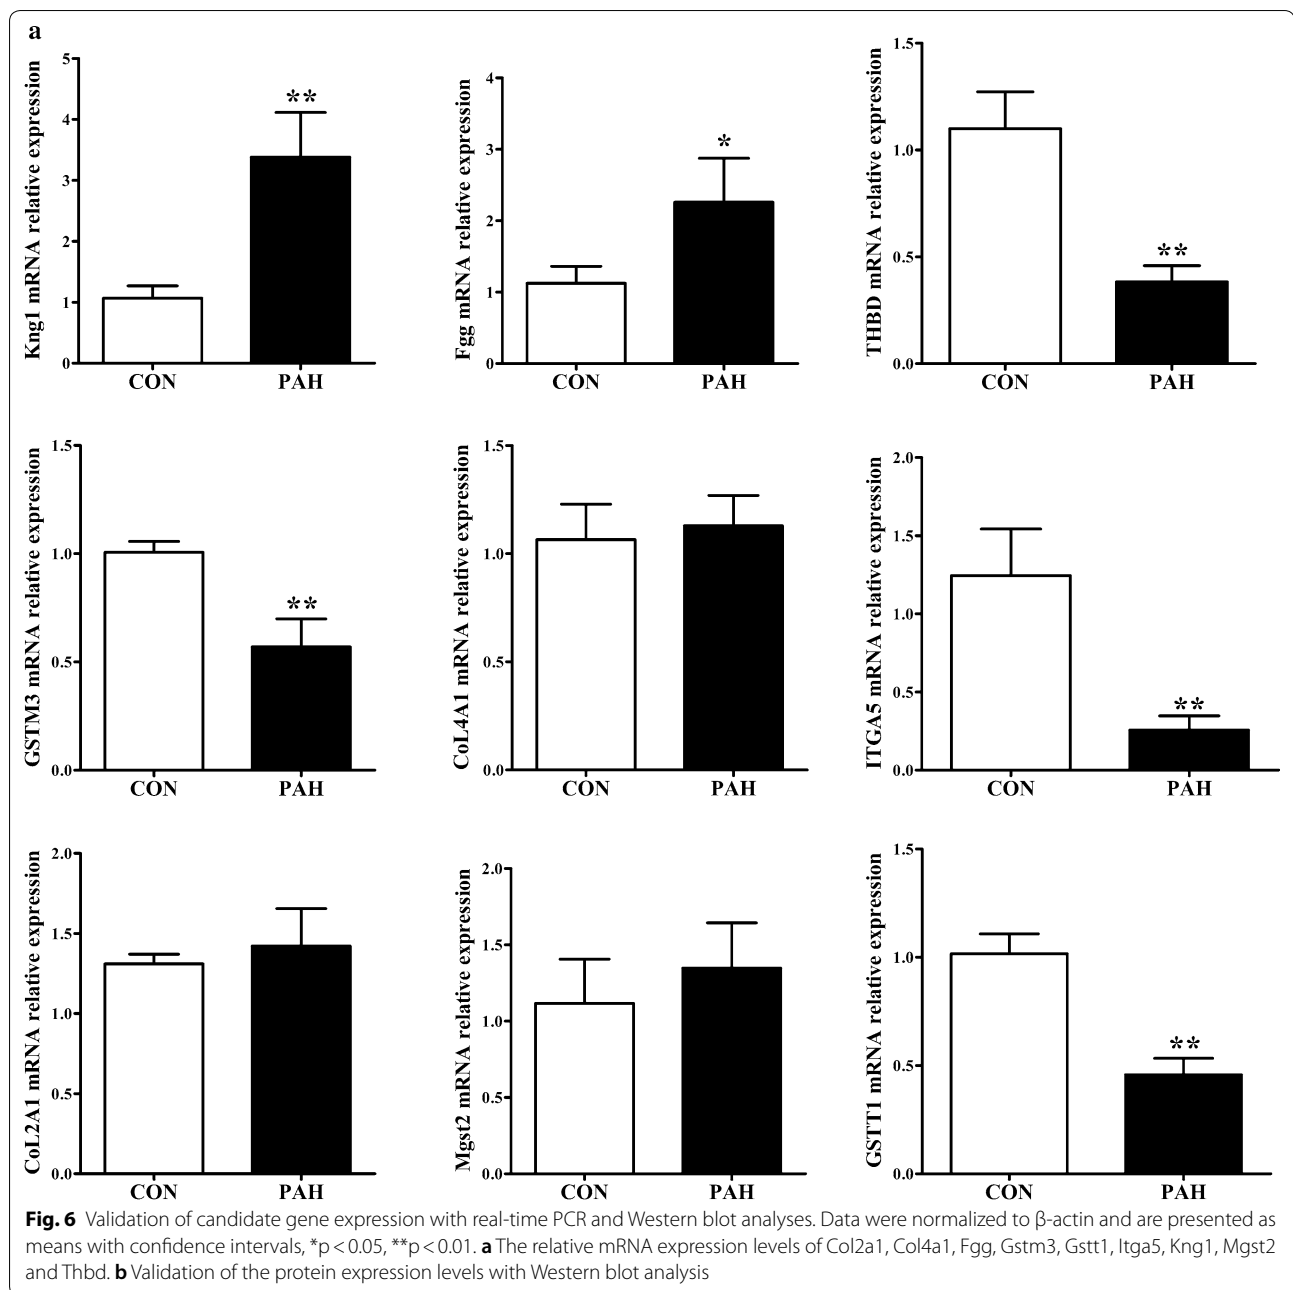 a
Kng1 mRNA relative expression
5
4
3
2
1
0
**
CON
PAH
Fgg mRNA relative expression
4
3
2
1
0
*
CON
PAH
THBD mRNA relative expression
1.5
1.0
0.5
0.0
**
CON
PAH
GSTM3 mRNA relative expression
1.5
1.0
0.5
0.0
**
CON
PAH
CoL4A1 mRNA relative expression
1.5
1.0
0.5
0.0
CON
PAH
ITGA5 mRNA relative expression
2.0
1.5
1.0
0.5
0.0
**
CON
PAH
CoL2A1 mRNA relative expression
2.0
1.5
1.0
0.5
0.0
CON
PAH
Mgst2 mRNA relative expression
2.0
1.5
1.0
0.5
0.0
CON
PAH
GSTT1 mRNA relative expression
1.5
1.0
0.5
0.0
**
CON
PAH
Fig. 6 Validation of candidate gene expression with real-time PCR and Western blot analyses. Data were normalized to β-actin and are presented as
means with confidence intervals, *p < 0.05, **p < 0.01. a The relative mRNA expression levels of Col2a1, Col4a1, Fgg, Gstm3, Gstt1, Itga5, Kng1, Mgst2
and Thbd. b Validation of the protein expression levels with Western blot analysis